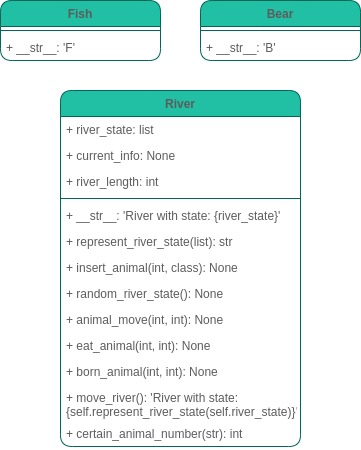 Fish
Bear
+ __str__: 'F'
+ __str__: 'B'
River
+ river_state: list
+ current_info: None
+ river_length: int
+ __str__: 'River with state: {river_state}'
+ represent_river_state(list): str
+ insert_animal(int, class): None
+ random_river_state(): None
+ animal_move(int, int): None
+ eat_animal(int, int): None
+ born_animal(int, int): None
+ move_river(): 'River with state:
{self.represent_river_state(self.river_state)}'
+ certain_animal_number(str): int